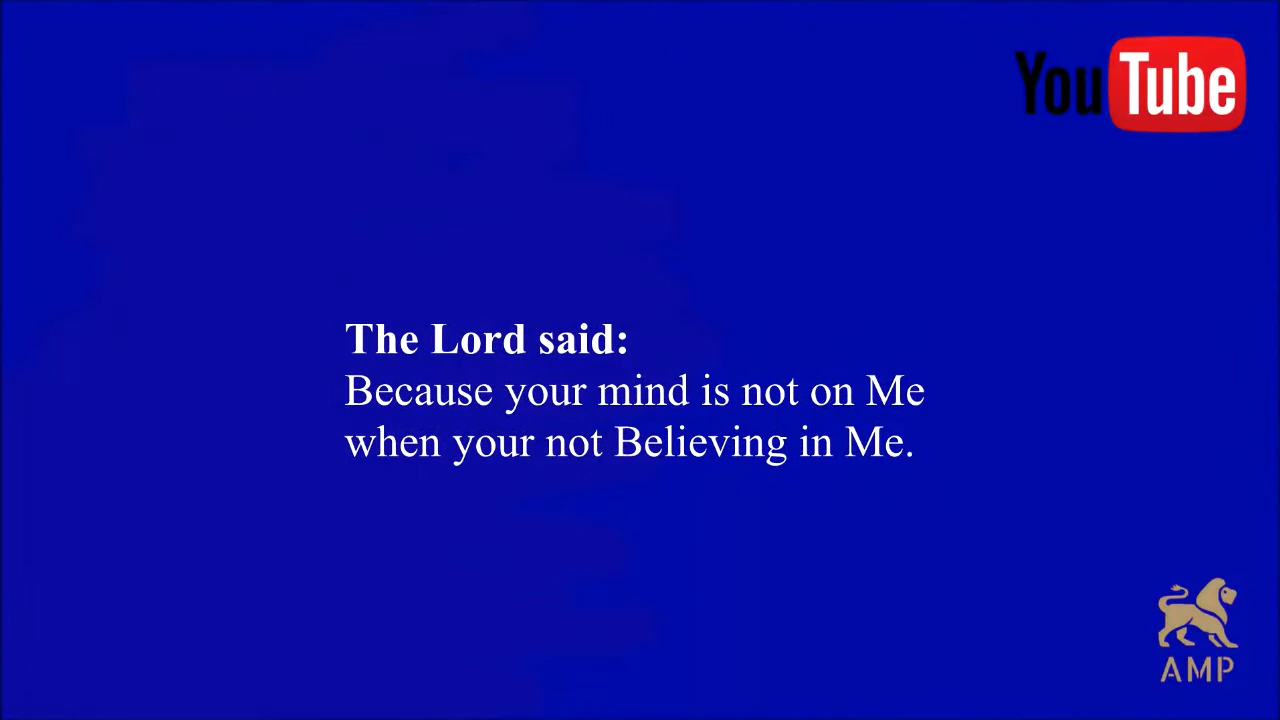 YouTube
The Lord said:
Because your mind is not on Me
when your not Believing in Me.
AMP